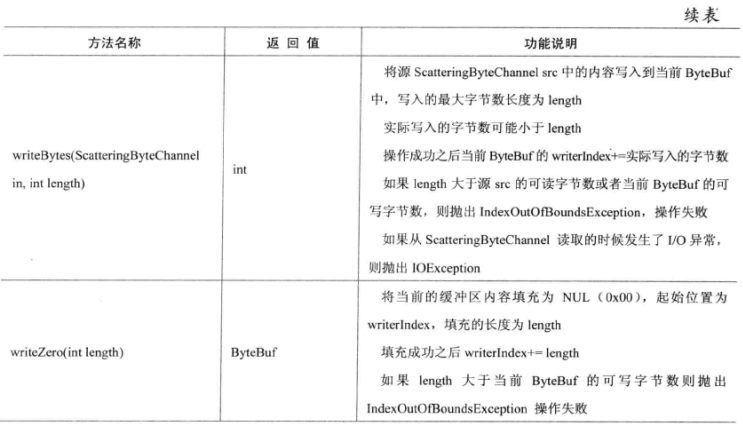 续表
方法名称 返 回 值 功能说明
将源 ScatteringByteChannel src 中的内容写入到当前 ByteBuf
中，写入的最大字节数长度为 length
实际写入的字节数可能小于 length
writeBytes(ScatteringByteChannel
in, int length)
int
操作成功之后当前 ByteBuf 的 writerIndex+=实际写入的字节数
如果 length 大于源 src 的可读字节数或者当前 ByteBuf 的可
写字节数，则抛出 IndexOutOfBoundsException，操作失败
如果从 ScatteringByteChannel 读取的时候发生了 I/O 异常，
则抛出 IOException
writeZero(int length)
ByteBuf
将当前的缓冲区内容填充为 NUL（0x00），起始位置为
writerIndex，填充的长度为 length
填充成功之后 writerIndex+= length
如果 length 大于当前 ByteBuf 的可写字节数则抛出
IndexOutOfBoundsException 操作失败